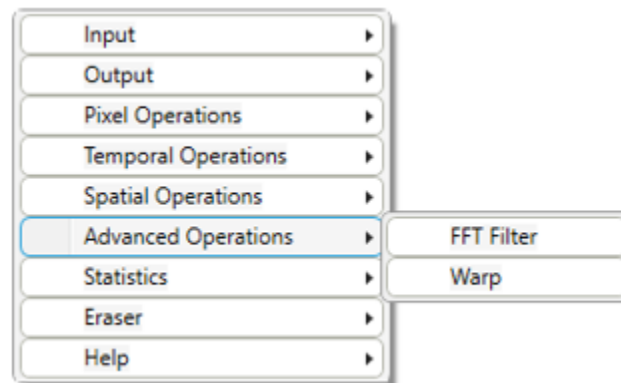 Input
Output
Pixel Operations
Temporal Operations
Spatial Operations
Advanced Operations
FFT Filter
Statistics
Warp
Eraser
Help